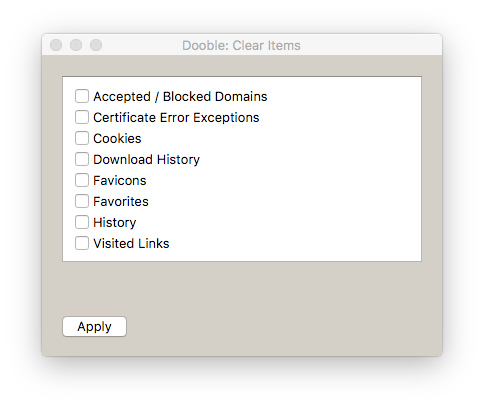 Dooble: Clear Items
Accepted / Blocked Domains
Certificate Error Exceptions
Cookies
Download History
Favicons
Favorites
History
Visited Links
Apply